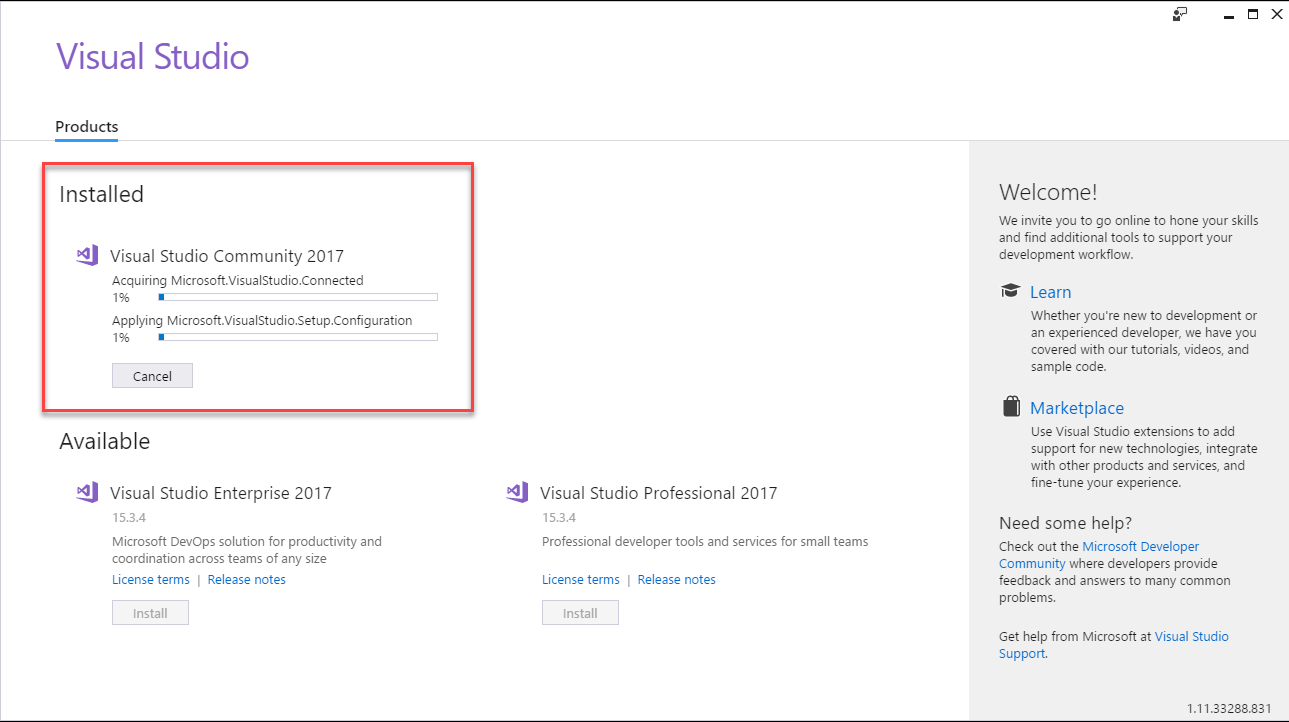 Visual Studio
Products
Installed
Visual Studio Community 2017
Acquiring Microsoft.VisualStudio.Connected
1%
Applying Microsoft.VisualStudio.Setup.Configuration
1%
Cancel
Available
Visual Studio Enterprise 2017
15.3.4
Microsoft DevOps solution for productivity and
coordination across teams of any size
License terms | Release notes
Install
Visual Studio Professional 2017
15.3.4
Professional developer tools and services for small teams
License terms | Release notes
Install
Welcome!
We invite you to go online to hone your skills
and find additional tools to support your
development workflow.
Learn
Whether you're new to development or
an experienced developer, we have you
covered with our tutorials, videos, and
sample code.
Marketplace
Use Visual Studio extensions to add
support for new technologies, integrate
with other products and services, and
fine-tune your experience.
Need some help?
Check out the Microsoft Developer
Community where developers provide
feedback and answers to many common
problems.
Get help from Microsoft at Visual Studio
Support.
1.11.33288.831